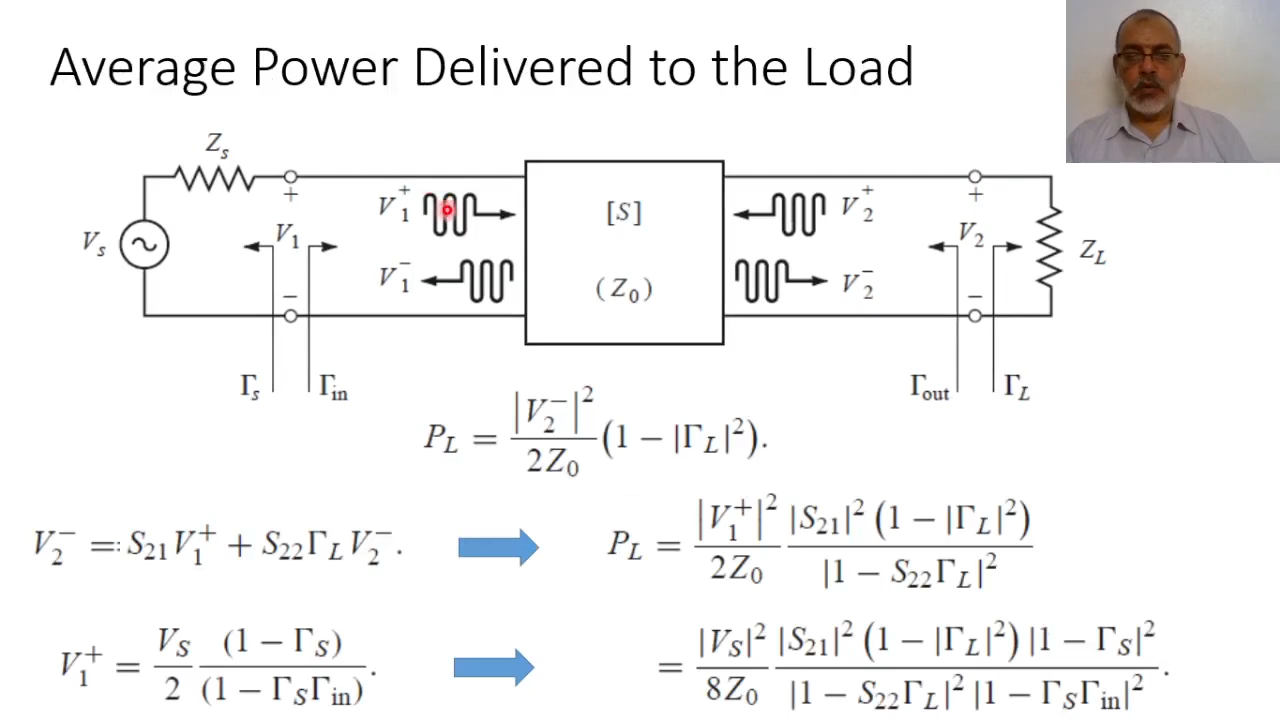 Average Power Delivered to the Load
Z_s
V_s
+
V_1
−
Γ_s
Γ_in
V_1^+
V_1^-
[S]
(Z_0)
V_2^+
V_2^-
+
V_2
−
Z_L
Γ_out
Γ_L
P_L = |V_2^-|^2 / 2Z_0 (1 − |Γ_L|^2).
V_2^- =: S_21 V_1^+ + S_22 Γ_L V_2^-.
P_L = |V_1^+|^2 / 2Z_0 |S_21|^2 (1 − |Γ_L|^2) / |1 − S_22 Γ_L|^2
V_1^+ = V_S / 2 (1 − Γ_S) / (1 − Γ_S Γ_in).
= |V_S|^2 / 8Z_0 |S_21|^2 (1 − |Γ_L|^2) |1 − Γ_S|^2 / |1 − S_22 Γ_L|^2 |1 − Γ_S Γ_in|^2.